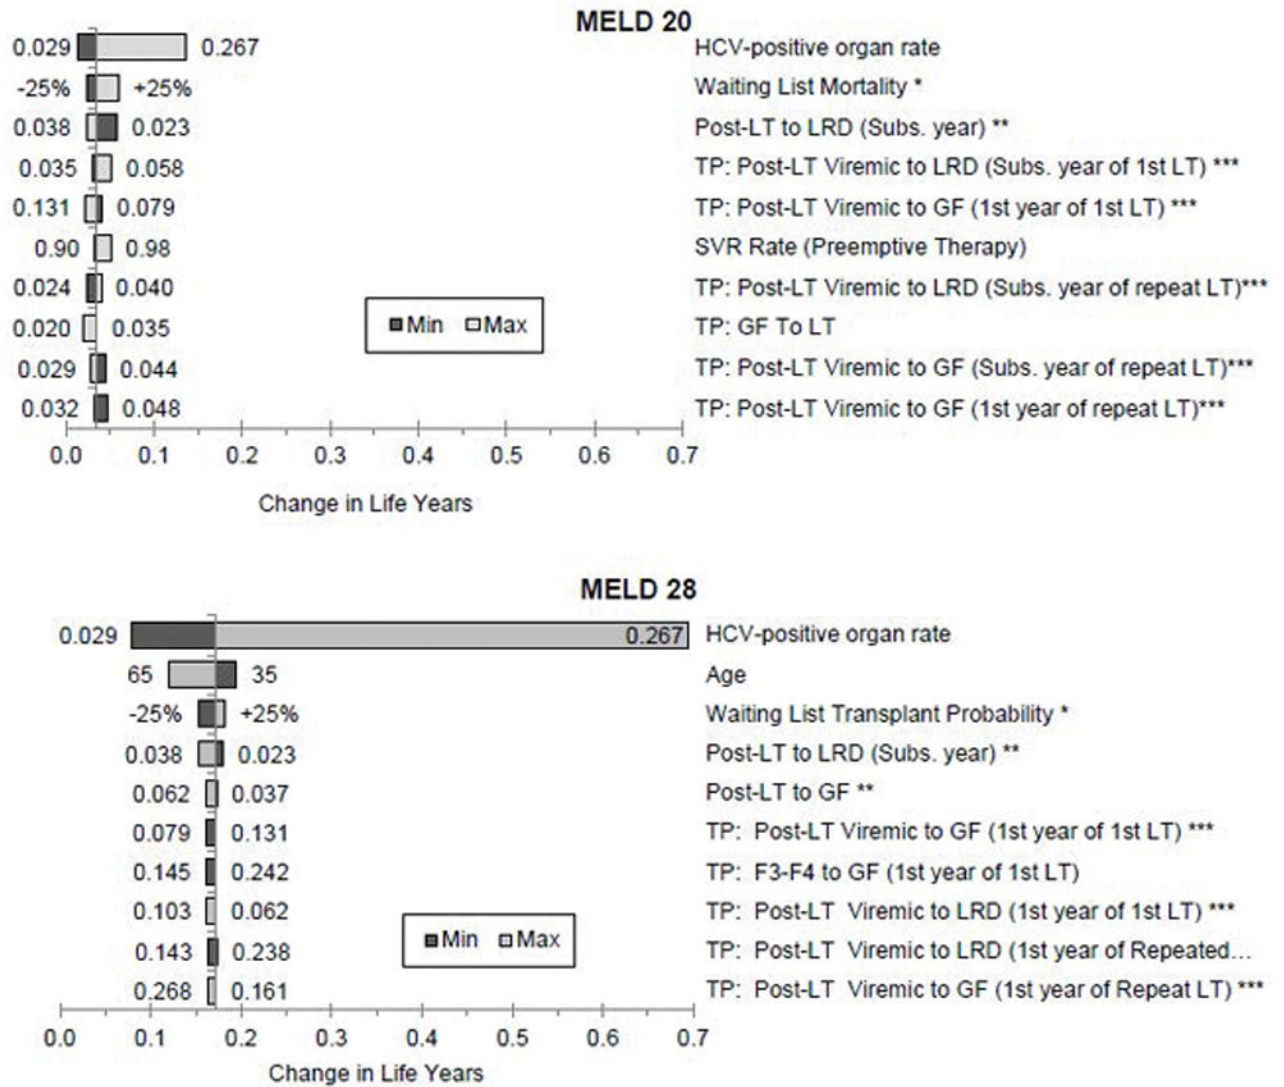 MELD 20
0.029 0.267 HCV-positive organ rate
-25% +25% Waiting List Mortality *
0.038 0.023 Post-LT to LRD (Subs. year) **
0.035 0.058 TP: Post-LT Viremic to LRD (Subs. year of 1st LT) ***
0.131 0.079 TP: Post-LT Viremic to GF (1st year of 1st LT) ***
0.90 0.98 SVR Rate (Preemptive Therapy)
0.024 0.040 TP: Post-LT Viremic to LRD (Subs. year of repeat LT)***
0.020 0.035 TP: GF To LT
0.029 0.044 TP: Post-LT Viremic to GF (Subs. year of repeat LT)***
0.032 0.048 TP: Post-LT Viremic to GF (1st year of repeat LT)***
Min Max
0.0 0.1 0.2 0.3 0.4 0.5 0.6 0.7
Change in Life Years
MELD 28
0.029 0.267 HCV-positive organ rate
65 35 Age
-25% +25% Waiting List Transplant Probability *
0.038 0.023 Post-LT to LRD (Subs. year) **
0.062 0.037 Post-LT to GF **
0.079 0.131 TP: Post-LT Viremic to GF (1st year of 1st LT) ***
0.145 0.242 TP: F3-F4 to GF (1st year of 1st LT)
0.103 0.062 TP: Post-LT Viremic to LRD (1st year of 1st LT) ***
0.143 0.238 TP: Post-LT Viremic to LRD (1st year of Repeated...
0.268 0.161 TP: Post-LT Viremic to GF (1st year of Repeat LT) ***
Min Max
0.0 0.1 0.2 0.3 0.4 0.5 0.6 0.7
Change in Life Years